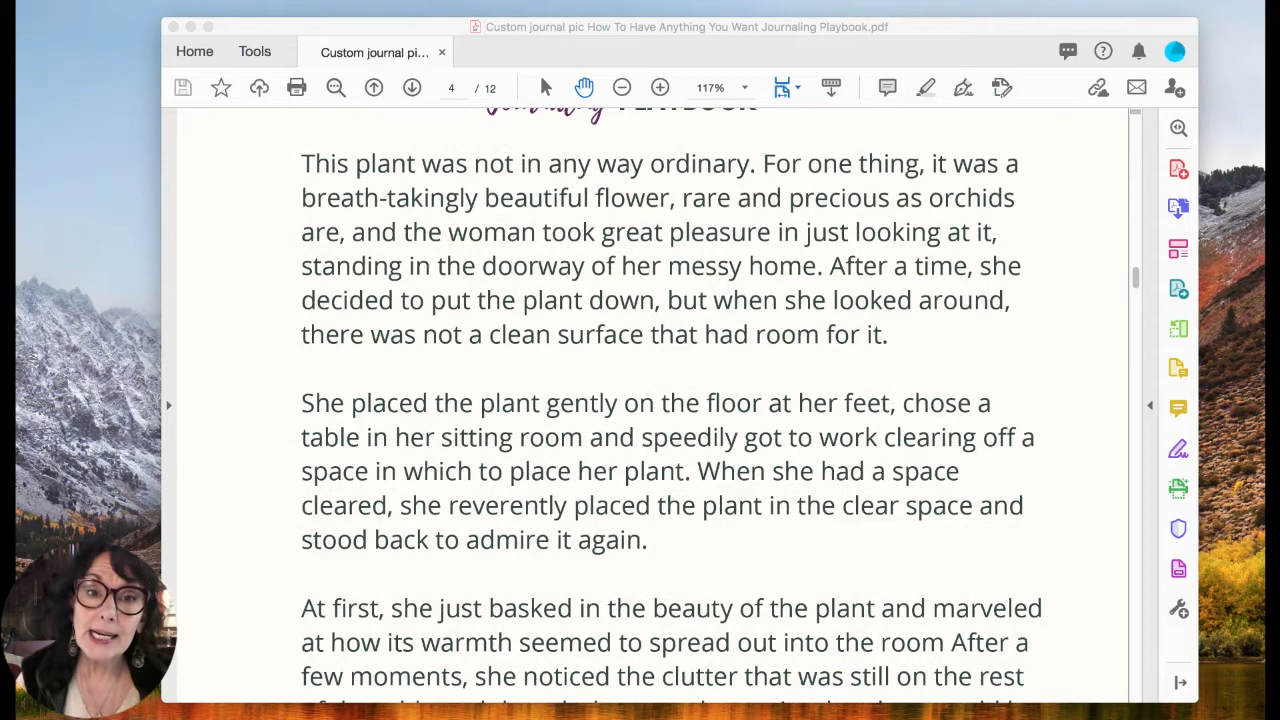 Custom journal pic How To Have Anything You Want Journaling Playbook.pdf
Home
Tools
Custom journal pi...
4
/ 12
117%
Journaling PLAYBOOK
This plant was not in any way ordinary. For one thing, it was a
breath-takingly beautiful flower, rare and precious as orchids
are, and the woman took great pleasure in just looking at it,
standing in the doorway of her messy home. After a time, she
decided to put the plant down, but when she looked around,
there was not a clean surface that had room for it.
She placed the plant gently on the floor at her feet, chose a
table in her sitting room and speedily got to work clearing off a
space in which to place her plant. When she had a space
cleared, she reverently placed the plant in the clear space and
stood back to admire it again.
At first, she just basked in the beauty of the plant and marveled
at how its warmth seemed to spread out into the room After a
few moments, she noticed the clutter that was still on the rest